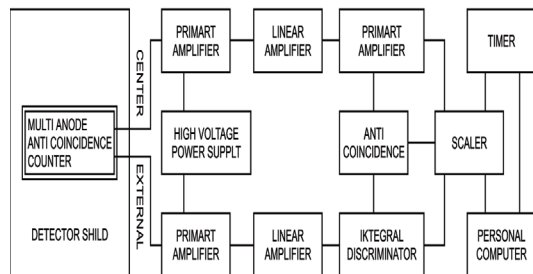 PRIMART
AMPLIFIER
LINEAR
AMPLIFIER
PRIMART
AMPLIFIER
TIMER
CENTER
MULTI ANODE
ANTI COINCIDENCE
COUNTER
HIGH VOLTAGE
POWER SUPPLT
ANTI
COINCIDENCE
SCALER
EXTERNAL
DETECTOR SHILD
PRIMART
AMPLIFIER
LINEAR
AMPLIFIER
IKTEGRAL
DISCRIMINATOR
PERSONAL
COMPUTER